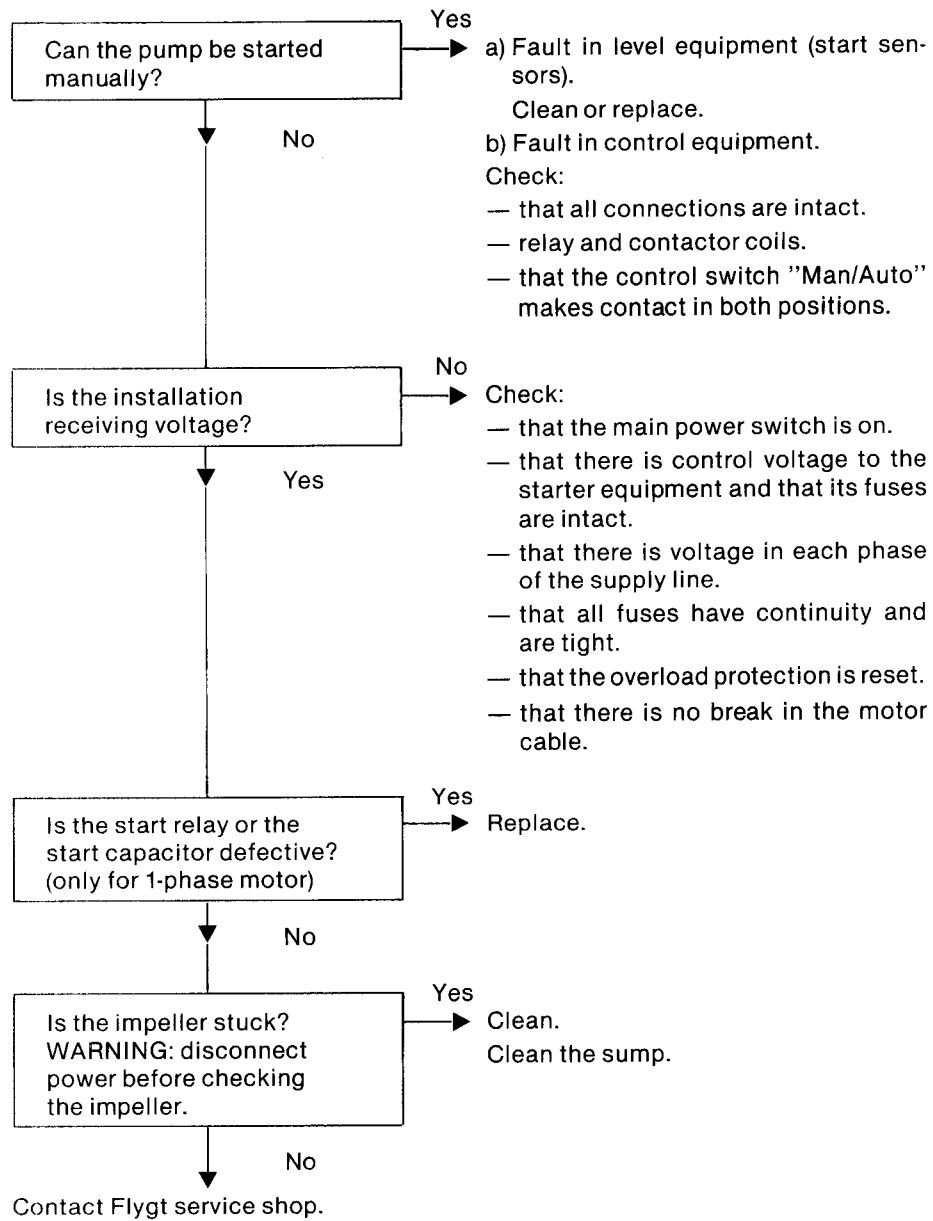 Can the pump be started
manually?
Yes
a) Fault in level equipment (start sen-
sors).
Clean or replace.
b) Fault in control equipment.
Check:
— that all connections are intact.
— relay and contactor coils.
— that the control switch ''Man/Auto''
makes contact in both positions.
No
Is the installation
receiving voltage?
No
Check:
— that the main power switch is on.
— that there is control voltage to the
starter equipment and that its fuses
are intact.
— that there is voltage in each phase
of the supply line.
— that all fuses have continuity and
are tight.
— that the overload protection is reset.
— that there is no break in the motor
cable.
Yes
Is the start relay or the
start capacitor defective?
(only for 1-phase motor)
Yes
Replace.
No
Is the impeller stuck?
WARNING: disconnect
power before checking
the impeller.
Yes
Clean.
Clean the sump.
No
Contact Flygt service shop.